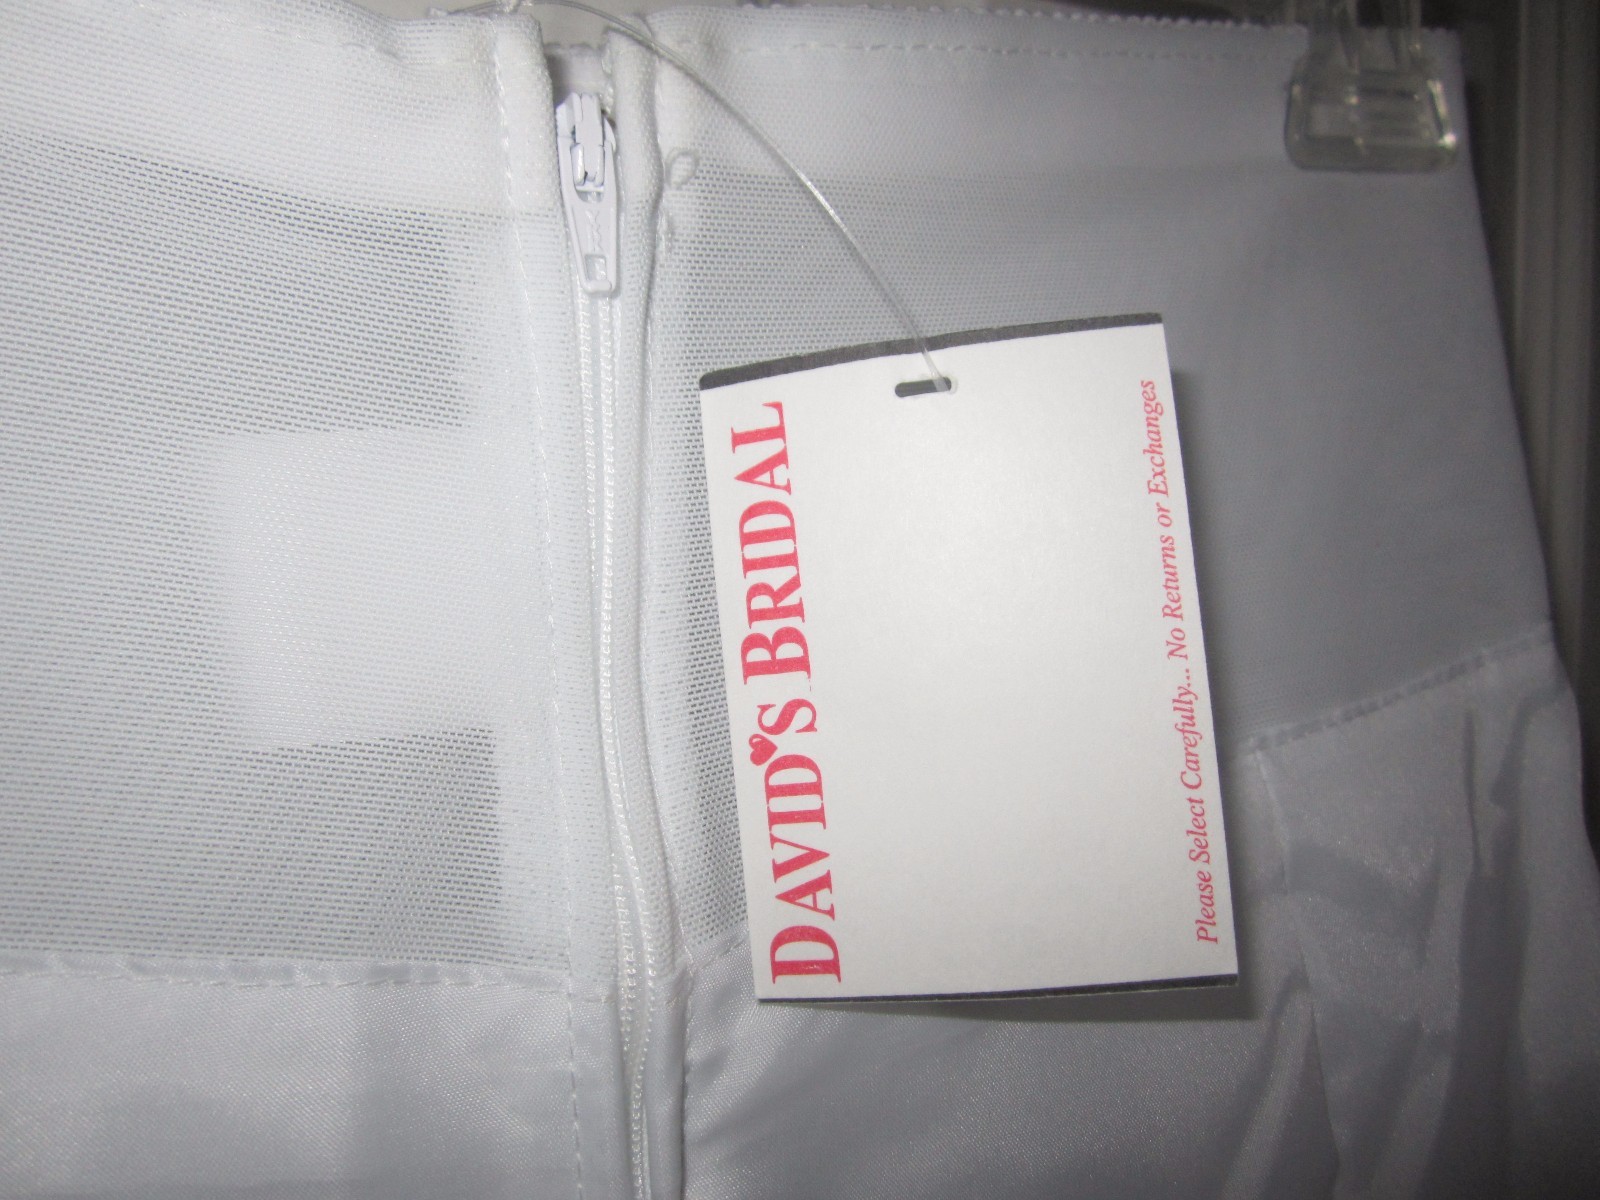 DAVID'S BRIDAL
Please Select Carefully... No Returns or Exchanges